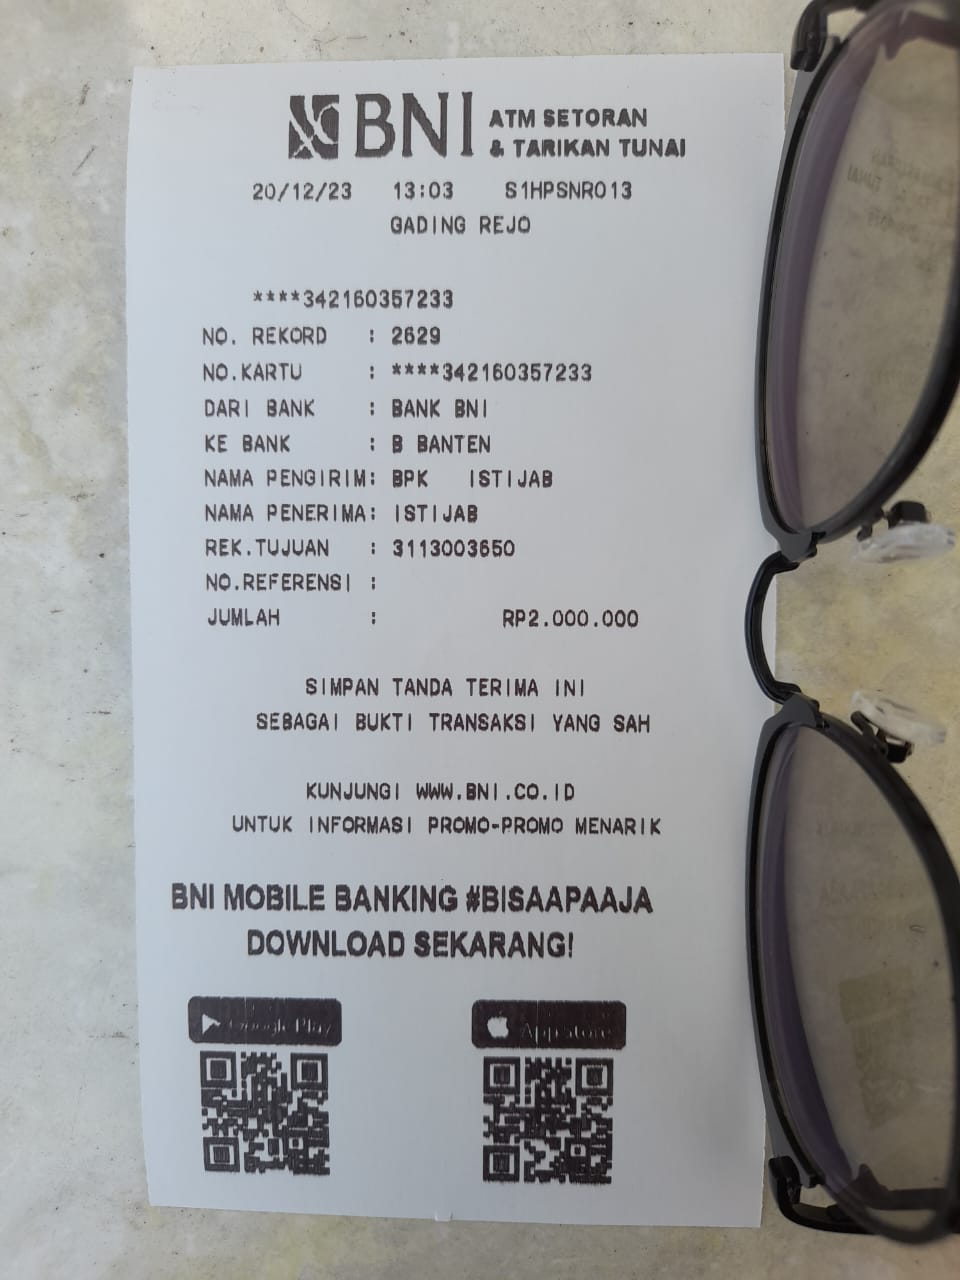 BNI ATM SETORAN
& TARIKAN TUNAI
20/12/23 13:03 S1HPSNR013
GADING REJO
****342160357233
NO. REKORD : 2629
NO.KARTU : ****342160357233
DARI BANK : BANK BNI
KE BANK : B BANTEN
NAMA PENGIRIM: BPK ISTIJAB
NAMA PENERIMA: ISTIJAB
REK.TUJUAN : 3113003650
NO.REFERENSI :
JUMLAH : RP2.000.000
SIMPAN TANDA TERIMA INI
SEBAGAI BUKTI TRANSAKSI YANG SAH
KUNJUNGI WWW.BNI.CO.ID
UNTUK INFORMASI PROMO-PROMO MENARIK
BNI MOBILE BANKING #BISAAPAAJA
DOWNLOAD SEKARANG!
Google Play Appstore